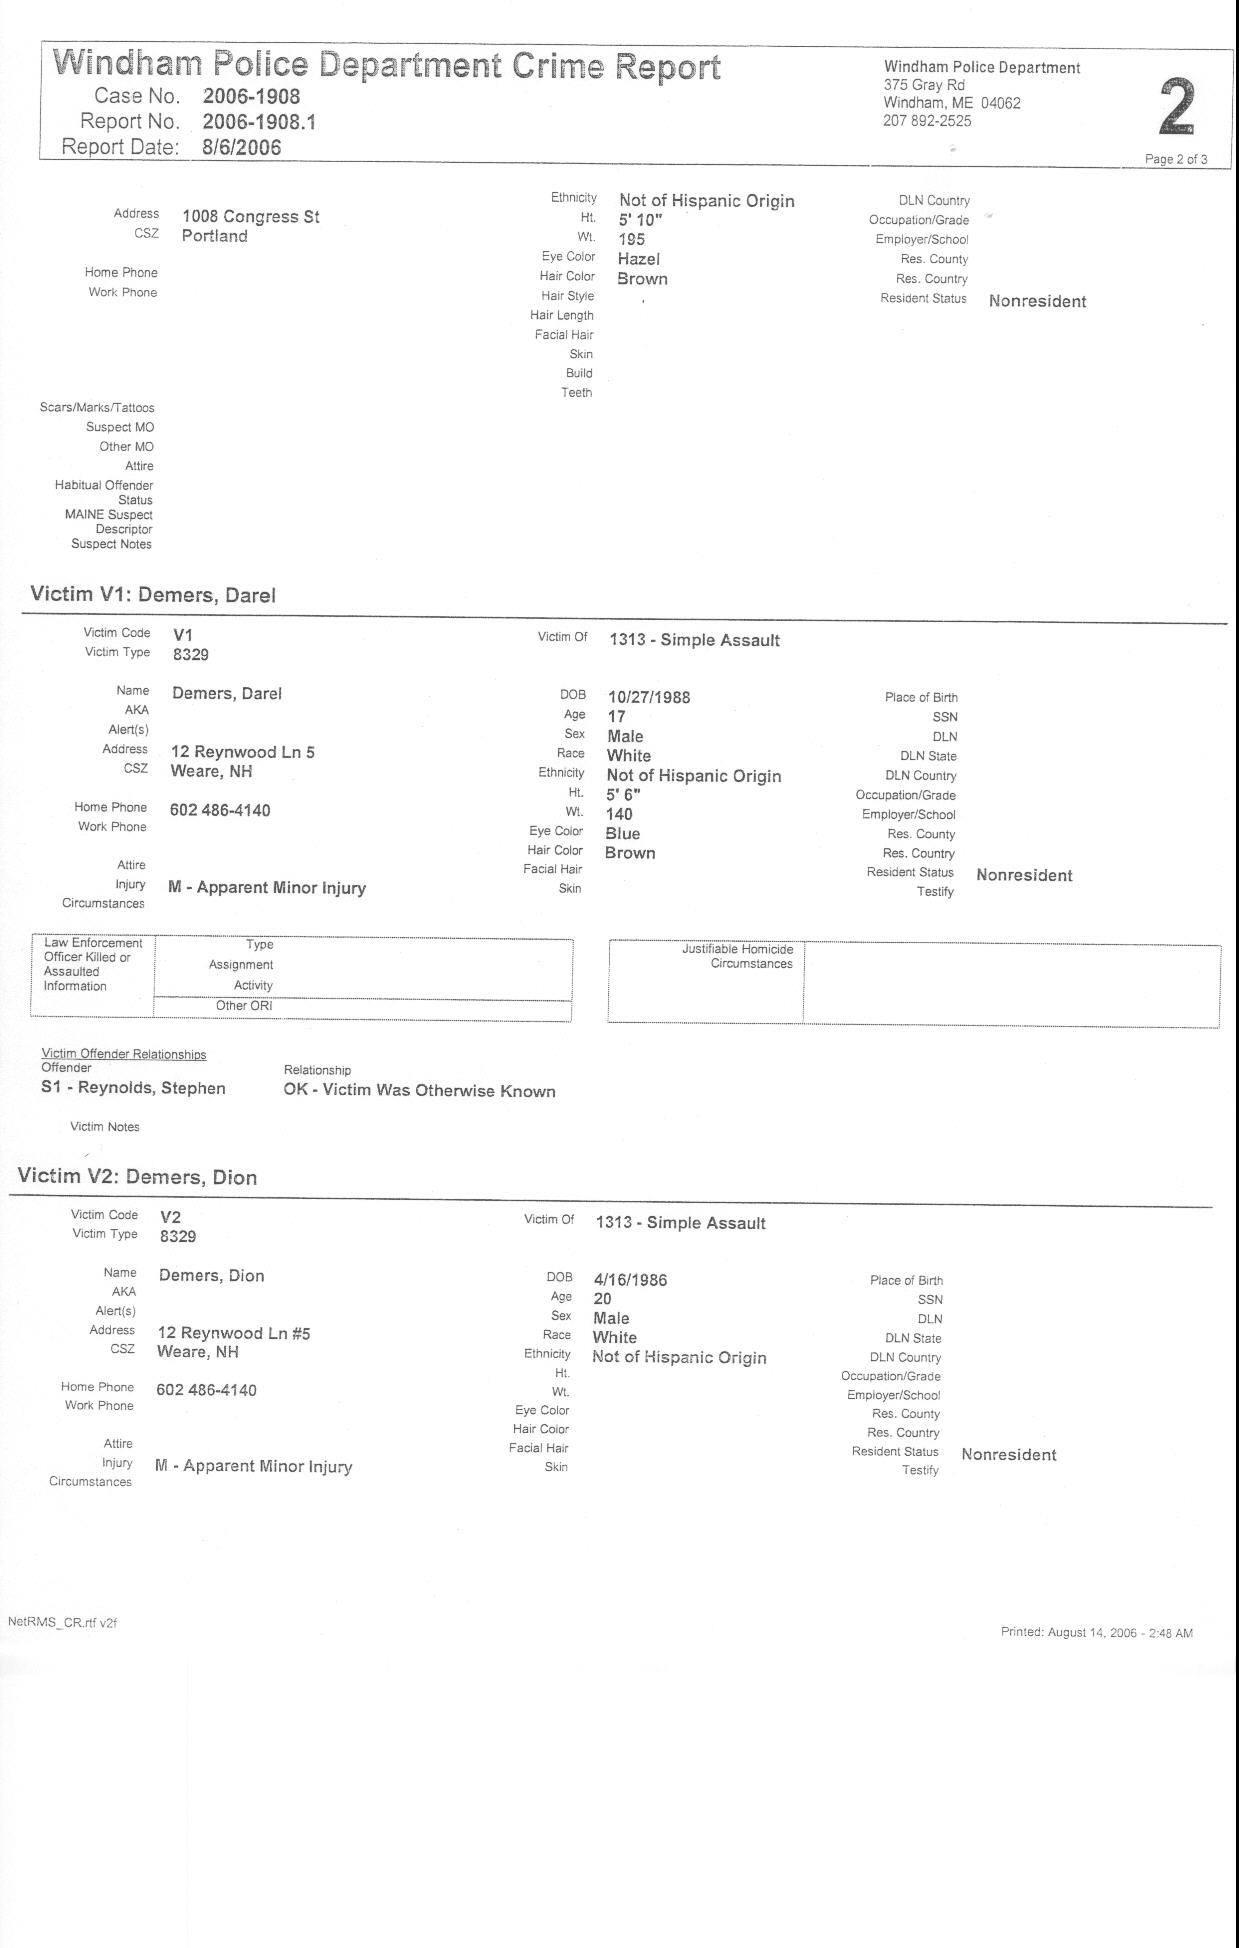 Windham Police Department Crime Report
Case No. 2006-1908
Report No. 2006-1908.1
Report Date: 8/6/2006
Windham Police Department
375 Gray Rd
Windham, ME 04062
207 892-2525
2
Page 2 of 3
Address 1008 Congress St
CSZ Portland
Home Phone
Work Phone
Ethnicity Not of Hispanic Origin
Ht. 5' 10"
Wt. 195
Eye Color Hazel
Hair Color Brown
Hair Style
Hair Length
Facial Hair
Skin
Build
Teeth
DLN Country
Occupation/Grade
Employer/School
Res. County
Res. Country
Resident Status Nonresident
Scars/Marks/Tattoos
Suspect MO
Other MO
Attire
Habitual Offender
Status
MAINE Suspect
Descriptor
Suspect Notes
Victim V1: Demers, Darel
Victim Code V1
Victim Type 8329
Victim Of 1313 - Simple Assault
Name Demers, Darel
AKA
Alert(s)
Address 12 Reynwood Ln 5
CSZ Weare, NH
Home Phone 602 486-4140
Work Phone
Attire
Injury M - Apparent Minor Injury
Circumstances
DOB 10/27/1988
Age 17
Sex Male
Race White
Ethnicity Not of Hispanic Origin
Ht. 5' 6"
Wt. 140
Eye Color Blue
Hair Color Brown
Facial Hair
Skin
Place of Birth
SSN
DLN
DLN State
DLN Country
Occupation/Grade
Employer/School
Res. County
Res. Country
Resident Status Nonresident
Testify
Law Enforcement
Officer Killed or
Assaulted
Information
Type
Assignment
Activity
Other ORI
Justifiable Homicide
Circumstances
Victim Offender Relationships
Offender Relationship
S1 - Reynolds, Stephen OK - Victim Was Otherwise Known
Victim Notes
Victim V2: Demers, Dion
Victim Code V2
Victim Type 8329
Victim Of 1313 - Simple Assault
Name Demers, Dion
AKA
Alert(s)
Address 12 Reynwood Ln #5
CSZ Weare, NH
Home Phone 602 486-4140
Work Phone
Attire
Injury M - Apparent Minor Injury
Circumstances
DOB 4/16/1986
Age 20
Sex Male
Race White
Ethnicity Not of Hispanic Origin
Ht.
Wt.
Eye Color
Hair Color
Facial Hair
Skin
Place of Birth
SSN
DLN
DLN State
DLN Country
Occupation/Grade
Employer/School
Res. County
Res. Country
Resident Status Nonresident
Testify
NetRMS_CR.rtf v2f
Printed: August 14, 2006 - 2:48 AM